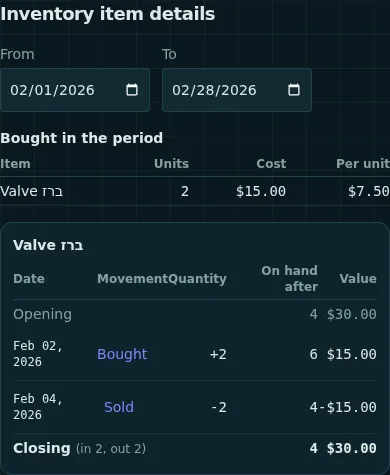 Inventory item details
From To
02/01/2026 02/28/2026
Bought in the period
Item Units Cost Per unit
Valve ברז 2 $15.00 $7.50
Valve ברז
Date Movement Quantity On hand after Value
Opening 4 $30.00
Feb 02, 2026 Bought +2 6 $15.00
Feb 04, 2026 Sold -2 4 -$15.00
Closing (in 2, out 2) 4 $30.00